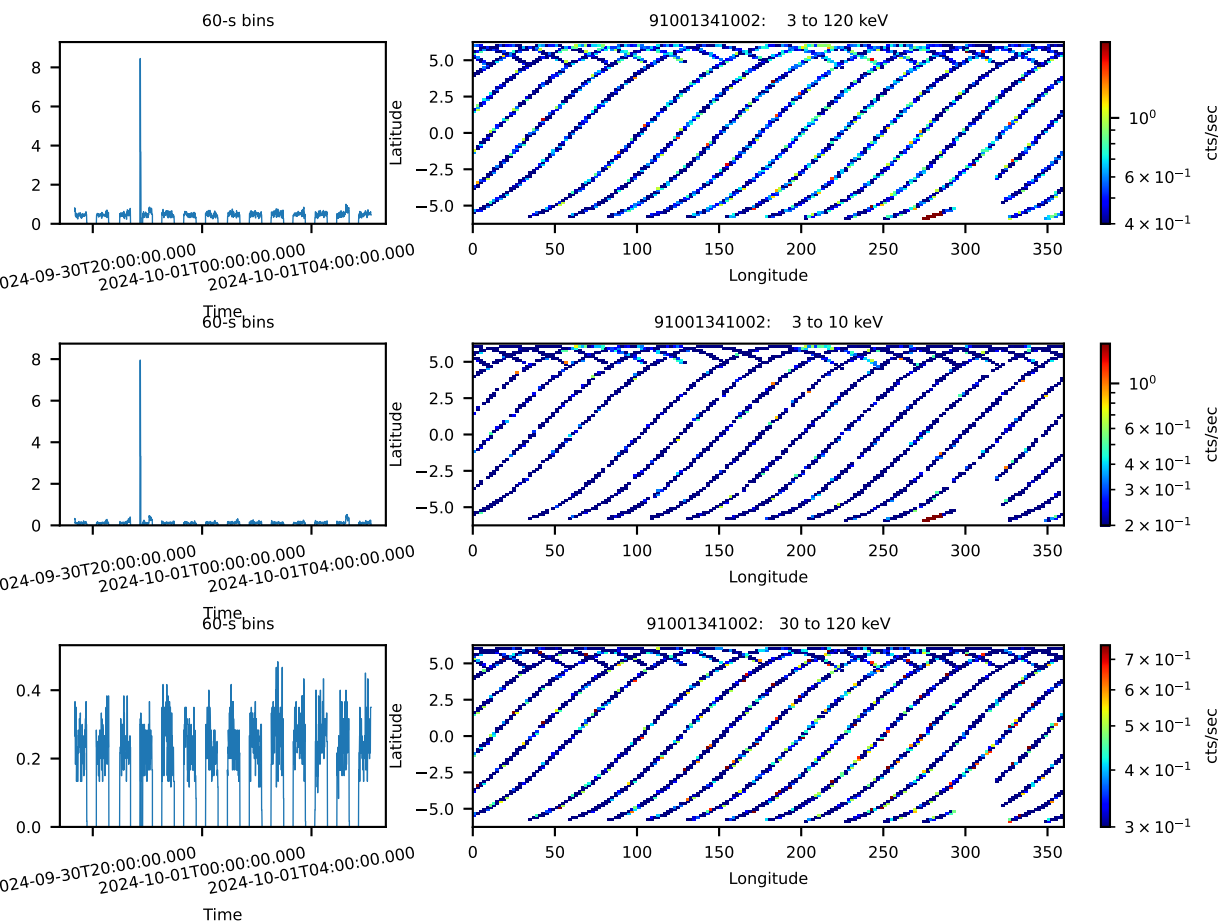 60-s bins
91001341002: 3 to 120 keV
8
6
4
2
0
Latitude
5.0
2.5
0.0
−2.5
−5.0
10⁰
6 × 10⁻¹
4 × 10⁻¹
cts/sec
0 50 100 150 200 250 300 350
Longitude
024-09-30T20:00:00.000
2024-10-01T00:00:00.000
2024-10-01T04:00:00.000
Time
60-s bins
91001341002: 3 to 10 keV
8
6
4
2
0
Latitude
5.0
2.5
0.0
−2.5
−5.0
10⁰
6 × 10⁻¹
4 × 10⁻¹
3 × 10⁻¹
2 × 10⁻¹
cts/sec
0 50 100 150 200 250 300 350
Longitude
024-09-30T20:00:00.000
2024-10-01T00:00:00.000
2024-10-01T04:00:00.000
Time
60-s bins
91001341002: 30 to 120 keV
0.4
0.2
0.0
Latitude
5.0
2.5
0.0
−2.5
−5.0
7 × 10⁻¹
6 × 10⁻¹
5 × 10⁻¹
4 × 10⁻¹
3 × 10⁻¹
cts/sec
0 50 100 150 200 250 300 350
Longitude
024-09-30T20:00:00.000
2024-10-01T00:00:00.000
2024-10-01T04:00:00.000
Time